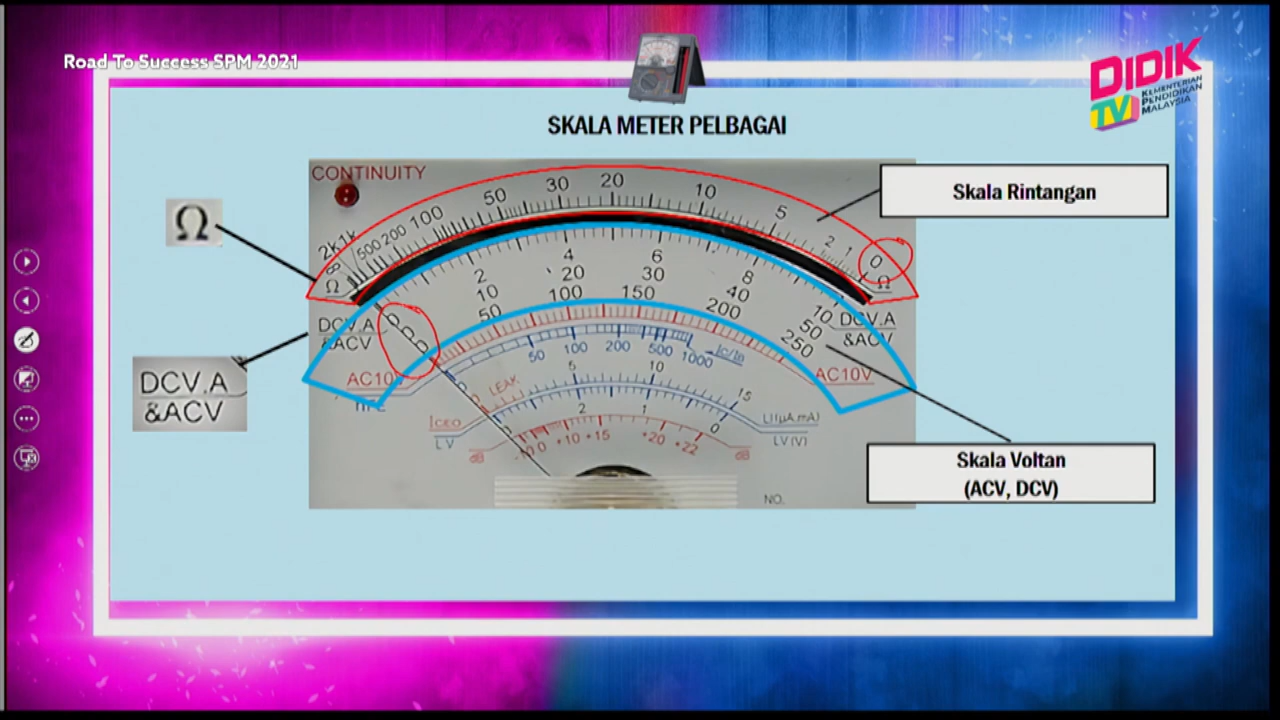 Road To Success SPM 2021
DIDIK
TV
KEMENTERIAN
PENDIDIKAN
MALAYSIA
SKALA METER PELBAGAI
CONTINUITY
Skala Rintangan
Ω
2k 1k 500 200 100 50 30 20 10 5 2 1 0
∞
Ω Ω
0 2 4 6 8 10
0 10 20 30 40 50
0 50 100 150 200 250
DCV.A
&ACV
DCV.A
&ACV
DCV.A
&ACV
AC10V AC10V
hFE
50 100 200 500 1000 Ic/Ib
LEAK
5 10 15
ICEO
LV
LI(μA.mA)
LV(V)
2 1 0
dB
0 +10 +15 +20 +22
dB
NO.
Skala Voltan
(ACV, DCV)